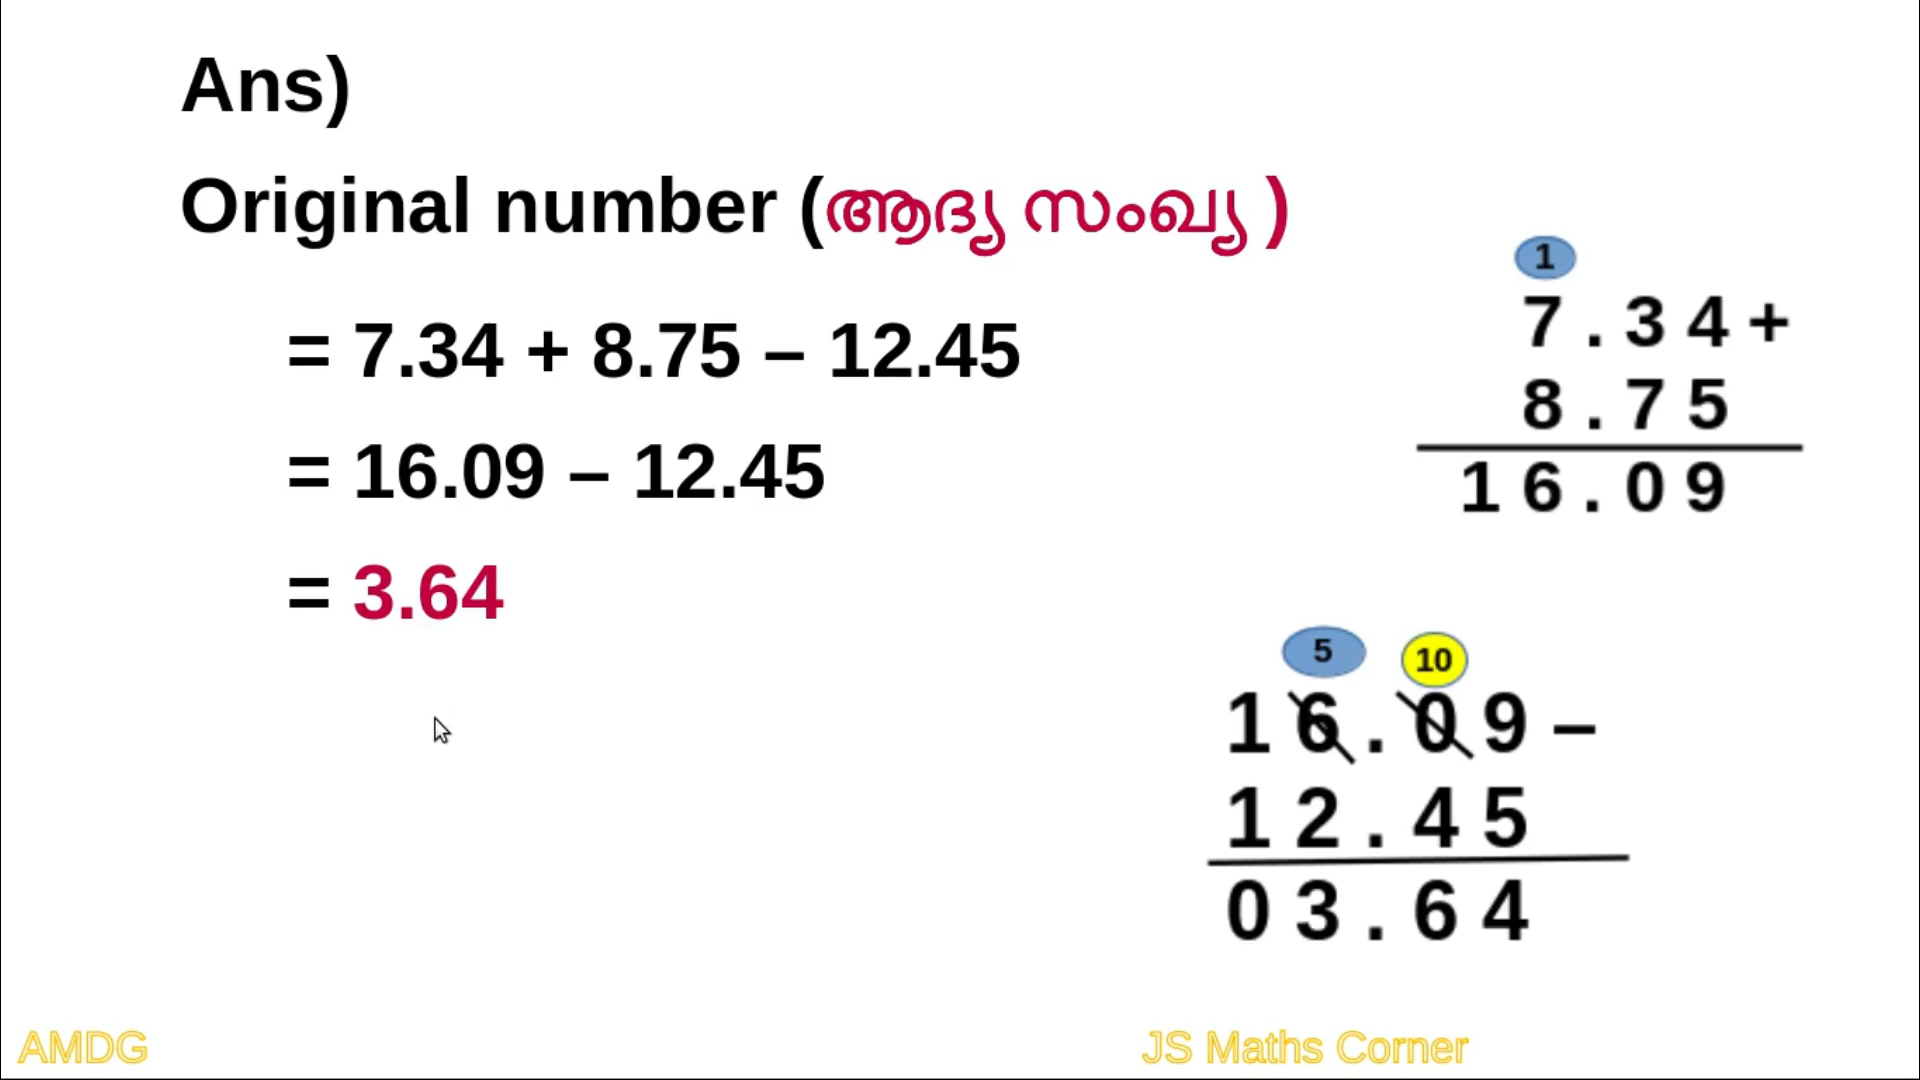 Ans)
Original number (ആദ്യ സംഖ്യ )
= 7.34 + 8.75 – 12.45
= 16.09 – 12.45
= 3.64
1
7 . 3 4 +
8 . 7 5
1 6 . 0 9
5 10
1 6 . 0 9 –
1 2 . 4 5
0 3 . 6 4
AMDG
JS Maths Corner